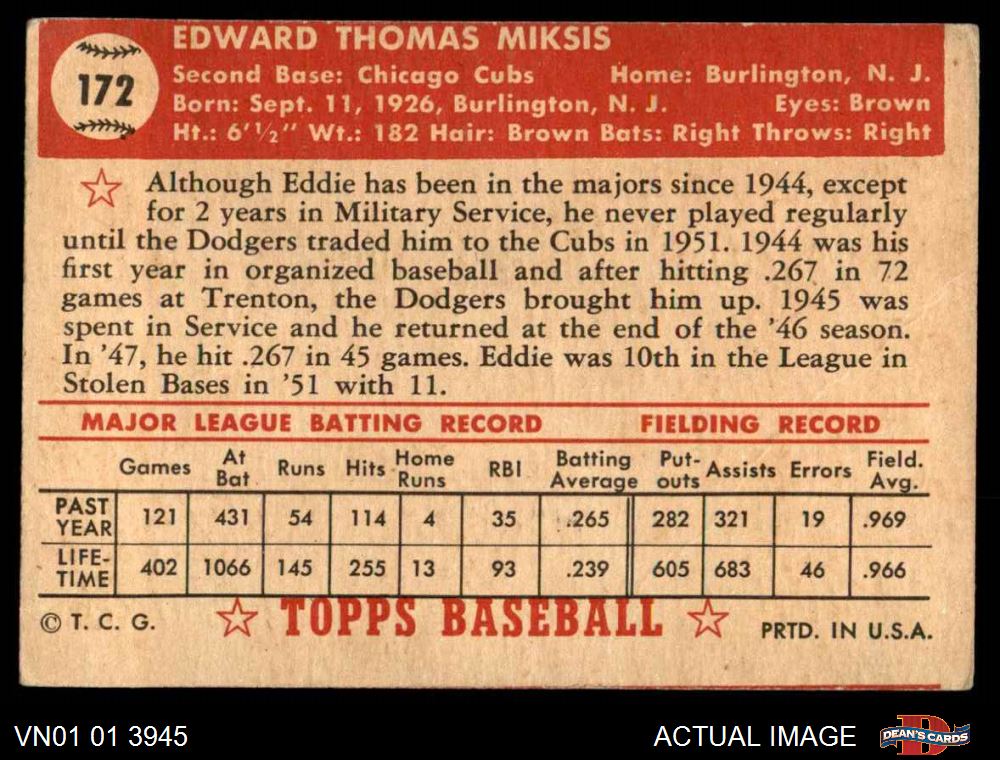 EDWARD THOMAS MIKSIS
172
Second Base: Chicago Cubs Home: Burlington, N. J.
Born: Sept. 11, 1926, Burlington, N. J. Eyes: Brown
Ht.: 6'½" Wt.: 182 Hair: Brown Bats: Right Throws: Right
Although Eddie has been in the majors since 1944, except
for 2 years in Military Service, he never played regularly
until the Dodgers traded him to the Cubs in 1951. 1944 was his
first year in organized baseball and after hitting .267 in 72
games at Trenton, the Dodgers brought him up. 1945 was
spent in Service and he returned at the end of the '46 season.
In '47, he hit .267 in 45 games. Eddie was 10th in the League in
Stolen Bases in '51 with 11.
MAJOR LEAGUE BATTING RECORD FIELDING RECORD
Games At Bat Runs Hits Home Runs RBI Batting Average Put-outs Assists Errors Field. Avg.
PAST YEAR 121 431 54 114 4 35 .265 282 321 19 .969
LIFE-TIME 402 1066 145 255 13 93 .239 605 683 46 .966
© T. C. G. TOPPS BASEBALL PRTD. IN U.S.A.
VN01 01 3945 ACTUAL IMAGE DEAN'S CARDS